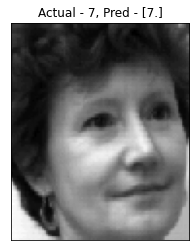 Actual - 7, Pred - [7.]